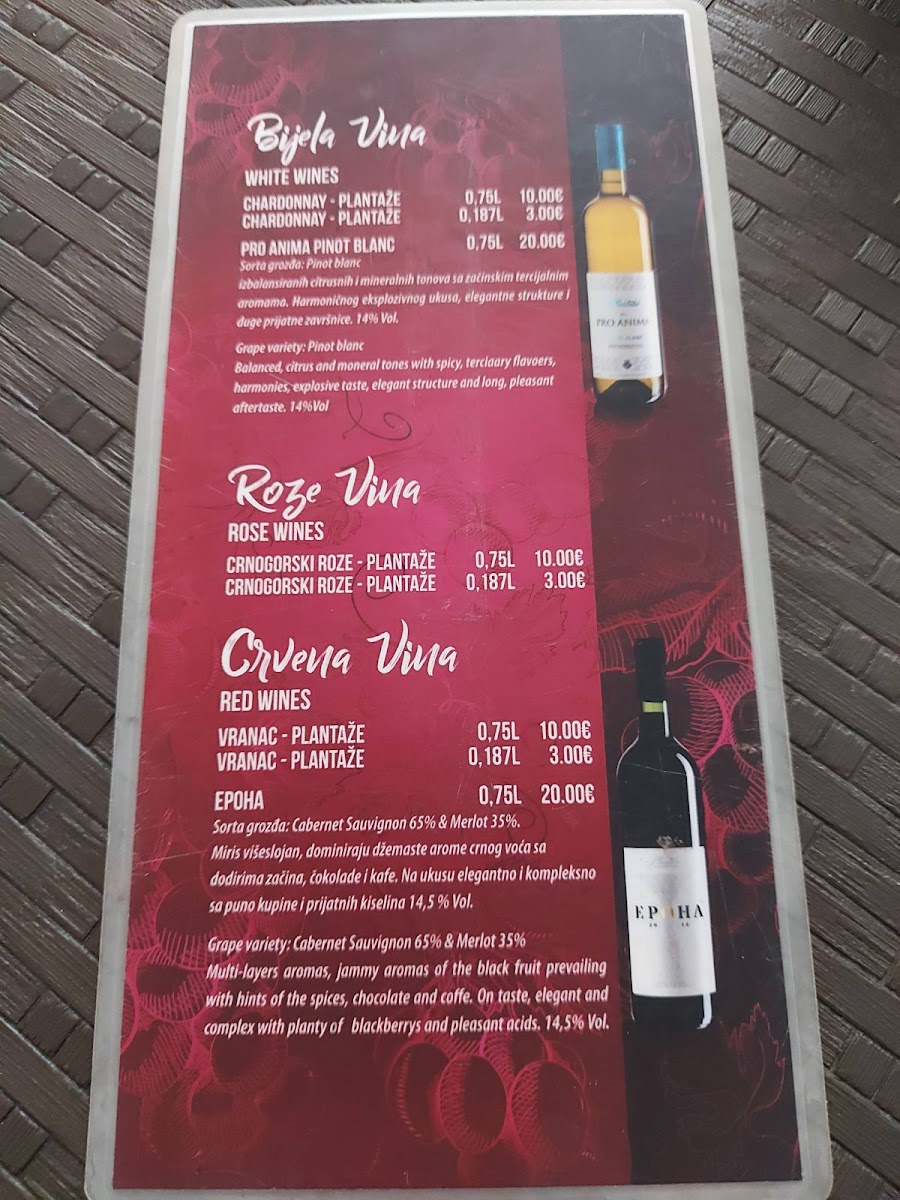 Bijela Vina
WHITE WINES
CHARDONNAY - PLANTAŽE 0,75L 10.00€
CHARDONNAY - PLANTAŽE 0,187L 3.00€
PRO ANIMA PINOT BLANC 0,75L 20.00€
Sorta grozđa: Pinot blanc
izbalansiranih citrusnih i mineralnih tonova sa začinskim tercijalnim
aromama. Harmoničnog eksplozivnog ukusa, elegantne strukture i
duge prijatne završnice. 14% Vol.
Grape variety: Pinot blanc
Balanced, citrus and moneral tones with spicy, terciaary flavoers,
harmonies, explosive taste, elegant structure and long, pleasant
aftertaste. 14%Vol
PRO ANIMA
Roze Vina
ROSE WINES
CRNOGORSKI ROZE - PLANTAŽE 0,75L 10.00€
CRNOGORSKI ROZE - PLANTAŽE 0,187L 3.00€
Crvena Vina
RED WINES
VRANAC - PLANTAŽE 0,75L 10.00€
VRANAC - PLANTAŽE 0,187L 3.00€
EPOHA 0,75L 20.00€
Sorta grozđa: Cabernet Sauvignon 65% & Merlot 35%.
Miris višeslojan, dominiraju džemaste arome crnog voća sa
dodirima začina, čokolade i kafe. Na ukusu elegantno i kompleksno
sa puno kupine i prijatnih kiselina 14,5 % Vol.
Grape variety: Cabernet Sauvignon 65% & Merlot 35%
Multi-layers aromas, jammy aromas of the black fruit prevailing
with hints of the spices, chocolate and coffe. On taste, elegant and
complex with planty of blackberrys and pleasant acids. 14,5% Vol.
EPOHA